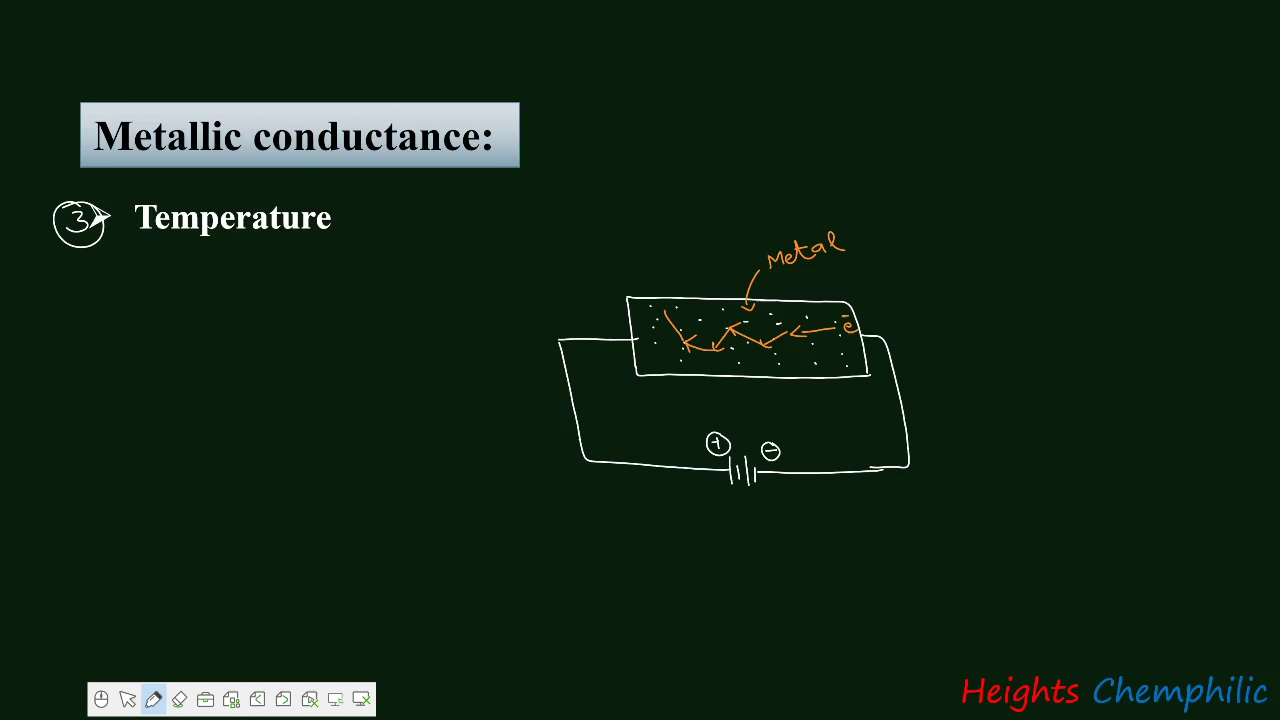 Metallic conductance:
3 Temperature
Metal
ē
+ −
Heights Chemphilic